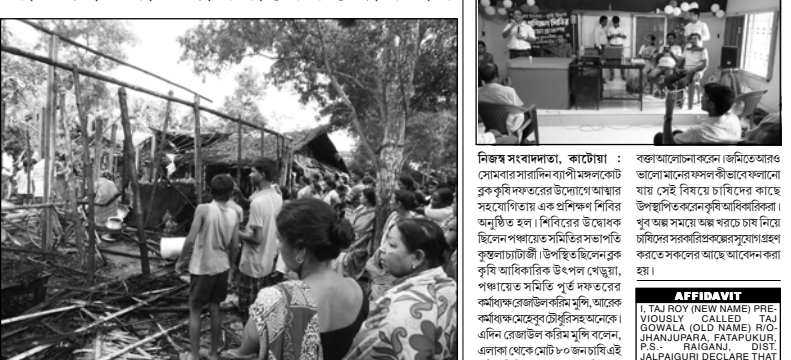 নিজস্ব সংবাদদাতা, কাটোয়া :
সোমবার সারাদিন ব্যাপী মঙ্গলকোট
ব্লক কৃষি দফতরের উদ্যোগে আত্মার
সহযোগিতায় এক প্রশিক্ষণ শিবির
অনুষ্ঠিত হল। শিবিরের উদ্বোধক
ছিলেন পঞ্চায়েত সমিতির সভাপতি
কুন্তলা চ্যাটার্জী। উপস্থিত ছিলেন ব্লক
কৃষি আধিকারিক উৎপল খেড়ুয়া,
পঞ্চায়েত সমিতি পূর্ত দফতরের
কর্মাধ্যক্ষ রেজাউল করিম মুন্সি, আরেক
কর্মাধ্যক্ষ মেহেবুব চৌধুরি সহ অনেকে।
এদিন রেজাউল করিম মুন্সি বলেন,
এলাকা থেকে মোট ৮০ জন চাষি এই
বক্তা আলোচনা করেন। জমিতে আরও
ভালো মানের ফসল কীভাবে ফলানো
যায় সেই বিষয়ে চাষিদের কাছে
উপস্থাপিত করেন কৃষি আধিকারিকরা।
খুব অল্প সময়ে অল্প খরচে চাষ নিয়ে
চাষিদের সরকারি প্রকল্পের সুযোগ গ্রহণ
করতে সকলের আছে আবেদন করা
হয়।
AFFIDAVIT
I, TAJ ROY (NEW NAME) PRE-
VIOUSLY CALLED TAJ
GOWALA (OLD NAME) R/O-
JHANJUPARA, FATAPUKUR,
P.S.- RAIGANJ, DIST.
JALPAIGURI DECLARE THAT